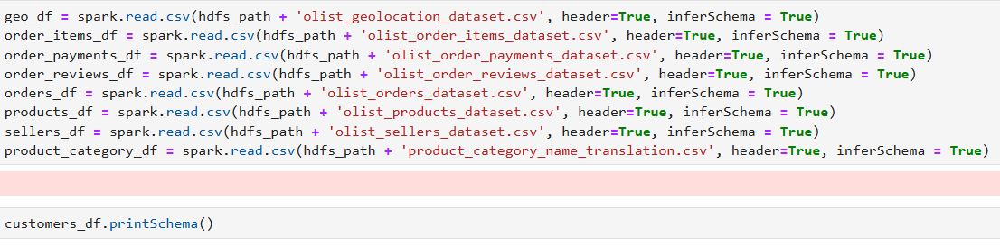 geo_df = spark.read.csv(hdfs_path + 'olist_geolocation_dataset.csv', header=True, inferSchema = True)
order_items_df = spark.read.csv(hdfs_path + 'olist_order_items_dataset.csv', header=True, inferSchema = True)
order_payments_df = spark.read.csv(hdfs_path + 'olist_order_payments_dataset.csv', header=True, inferSchema = True)
order_reviews_df = spark.read.csv(hdfs_path + 'olist_order_reviews_dataset.csv', header=True, inferSchema = True)
orders_df = spark.read.csv(hdfs_path + 'olist_orders_dataset.csv', header=True, inferSchema = True)
products_df = spark.read.csv(hdfs_path + 'olist_products_dataset.csv', header=True, inferSchema = True)
sellers_df = spark.read.csv(hdfs_path + 'olist_sellers_dataset.csv', header=True, inferSchema = True)
product_category_df = spark.read.csv(hdfs_path + 'product_category_name_translation.csv', header=True, inferSchema = True)
customers_df.printSchema()